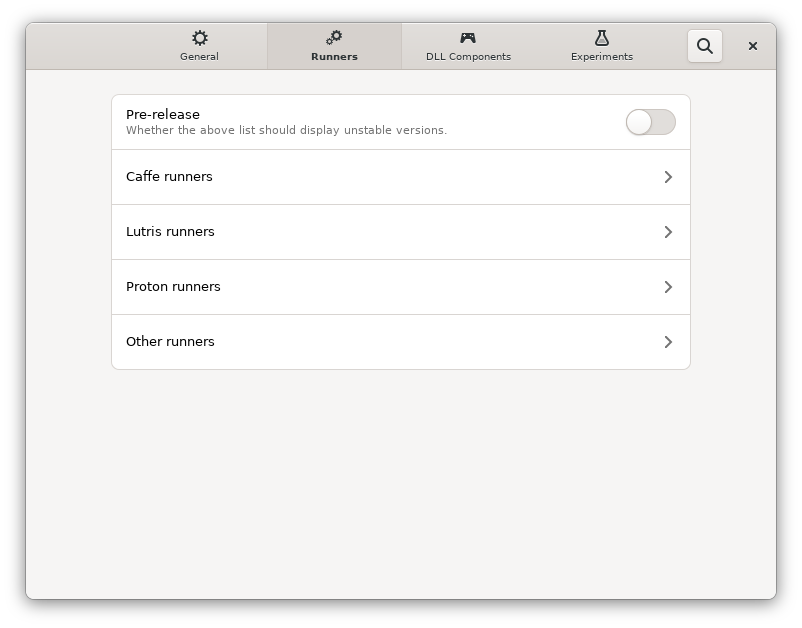 General
Runners
DLL Components
Experiments
Pre-release
Whether the above list should display unstable versions.
Caffe runners
Lutris runners
Proton runners
Other runners